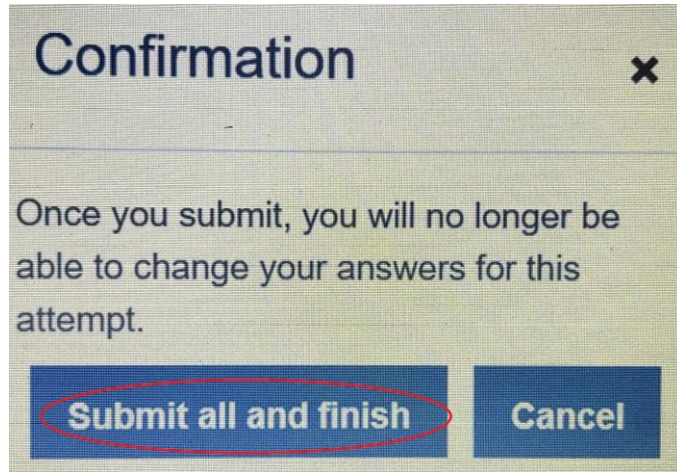 Confirmation
Once you submit, you will no longer be
able to change your answers for this
attempt.
Submit all and finish
Cancel